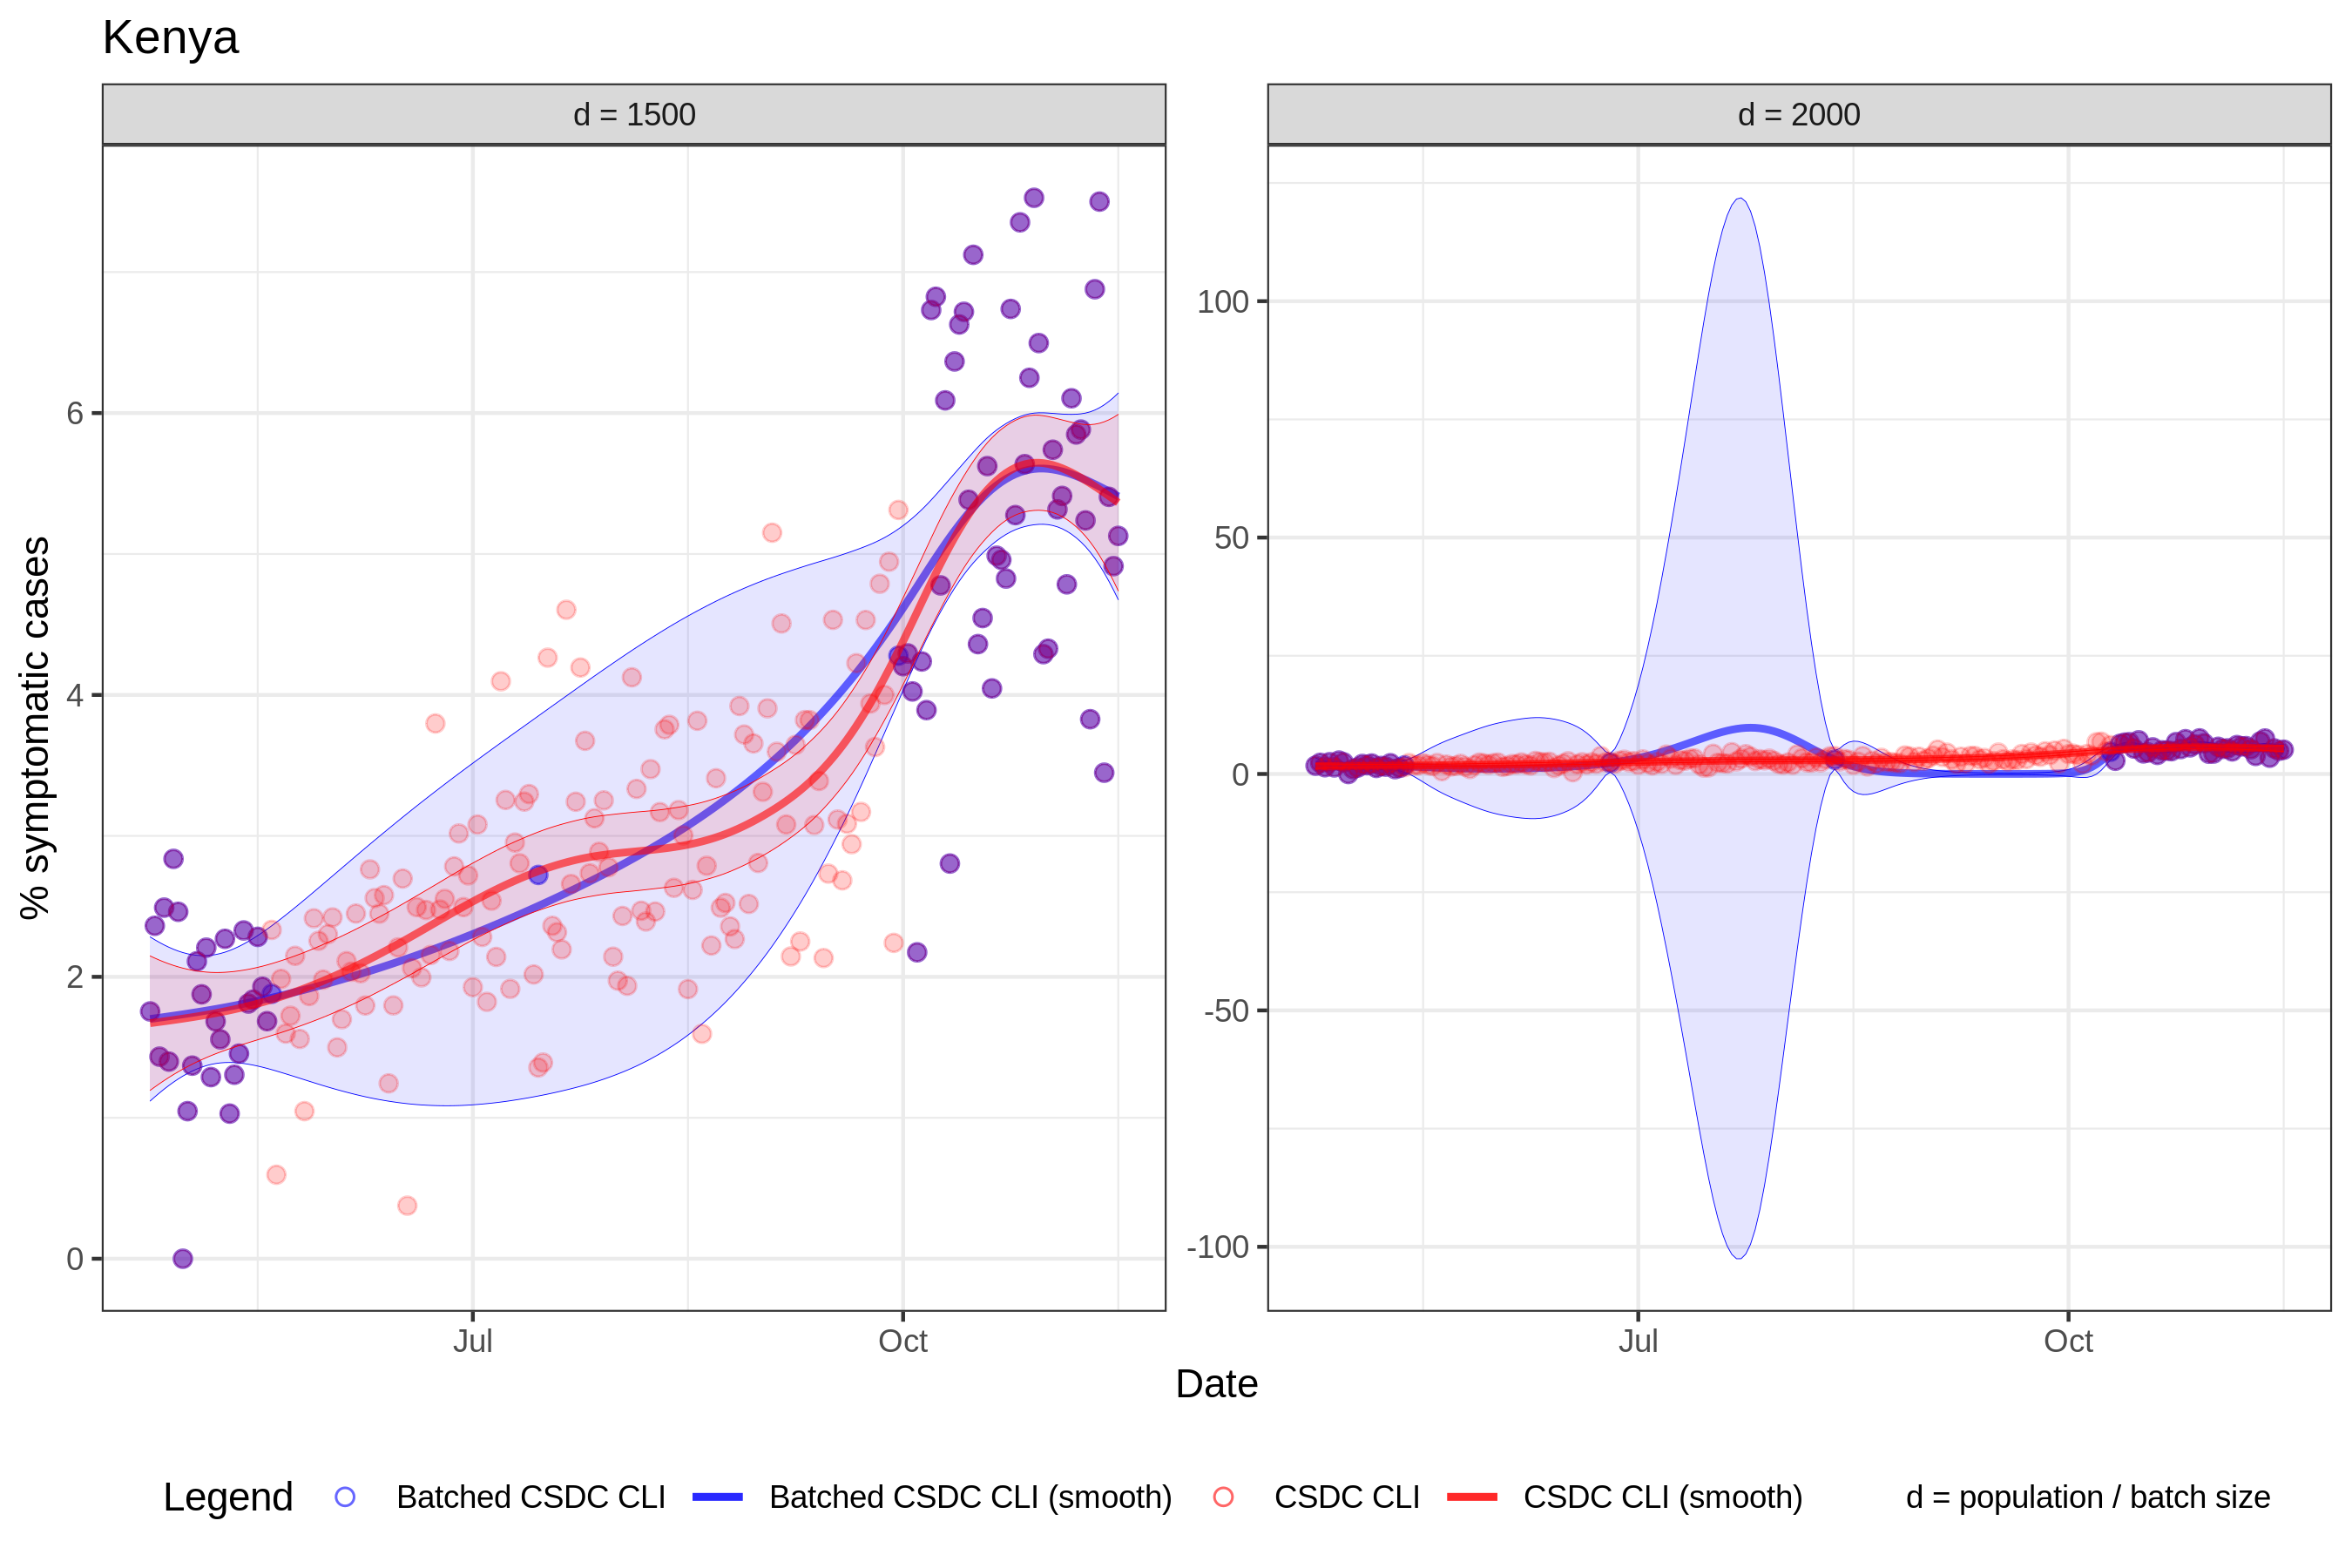 Kenya
d = 1500
d = 2000
% symptomatic cases
6
4
2
0
100
50
0
-50
-100
Jul
Oct
Jul
Oct
Date
Legend
Batched CSDC CLI
Batched CSDC CLI (smooth)
CSDC CLI
CSDC CLI (smooth)
d = population / batch size